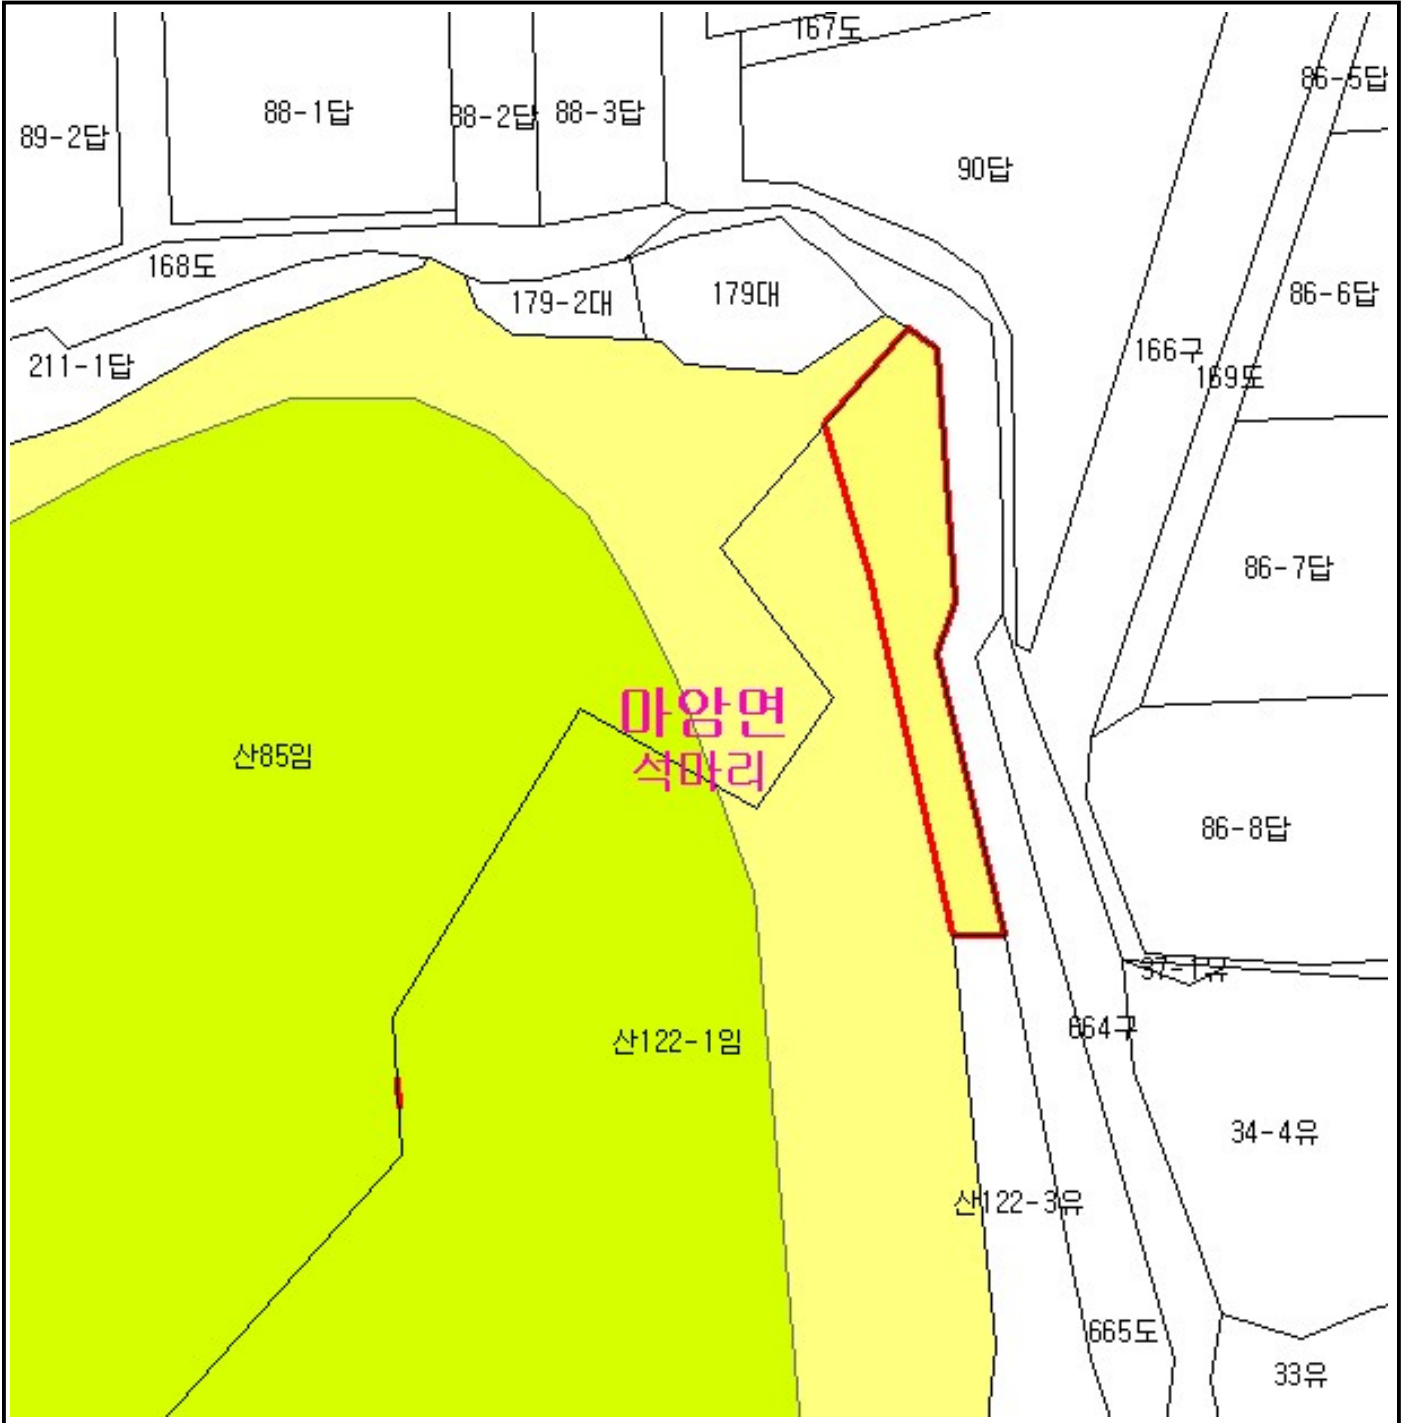 167도
86-5답
88-1답
88-2답
88-3답
89-2답
90답
168도
179-2대
179대
86-6답
166구
211-1답
169도
86-7답
마암면
산85임
석마리
86-8답
37-1유
664구
산122-1임
34-4유
산122-3유
665도
33유